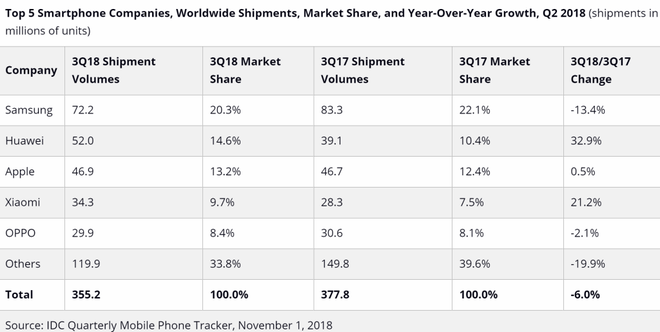 Top 5 Smartphone Companies, Worldwide Shipments, Market Share, and Year-Over-Year Growth, Q2 2018 (shipments in
millions of units)
Company 3Q18 Shipment Volumes 3Q18 Market Share 3Q17 Shipment Volumes 3Q17 Market Share 3Q18/3Q17 Change
Samsung 72.2 20.3% 83.3 22.1% -13.4%
Huawei 52.0 14.6% 39.1 10.4% 32.9%
Apple 46.9 13.2% 46.7 12.4% 0.5%
Xiaomi 34.3 9.7% 28.3 7.5% 21.2%
OPPO 29.9 8.4% 30.6 8.1% -2.1%
Others 119.9 33.8% 149.8 39.6% -19.9%
Total 355.2 100.0% 377.8 100.0% -6.0%
Source: IDC Quarterly Mobile Phone Tracker, November 1, 2018